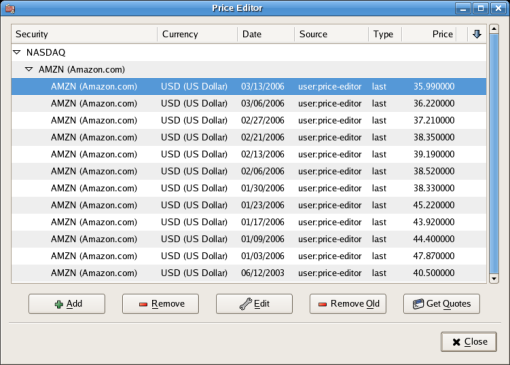 Price Editor
Security Currency Date Source Type Price
NASDAQ
AMZN (Amazon.com)
AMZN (Amazon.com) USD (US Dollar) 03/13/2006 user:price-editor last 35.990000
AMZN (Amazon.com) USD (US Dollar) 03/06/2006 user:price-editor last 36.220000
AMZN (Amazon.com) USD (US Dollar) 02/27/2006 user:price-editor last 37.210000
AMZN (Amazon.com) USD (US Dollar) 02/21/2006 user:price-editor last 38.350000
AMZN (Amazon.com) USD (US Dollar) 02/13/2006 user:price-editor last 39.190000
AMZN (Amazon.com) USD (US Dollar) 02/06/2006 user:price-editor last 38.520000
AMZN (Amazon.com) USD (US Dollar) 01/30/2006 user:price-editor last 38.330000
AMZN (Amazon.com) USD (US Dollar) 01/23/2006 user:price-editor last 45.220000
AMZN (Amazon.com) USD (US Dollar) 01/17/2006 user:price-editor last 43.920000
AMZN (Amazon.com) USD (US Dollar) 01/09/2006 user:price-editor last 44.400000
AMZN (Amazon.com) USD (US Dollar) 01/03/2006 user:price-editor last 47.870000
AMZN (Amazon.com) USD (US Dollar) 06/12/2003 user:price-editor last 40.500000
Add Remove Edit Remove Old Get Quotes
Close